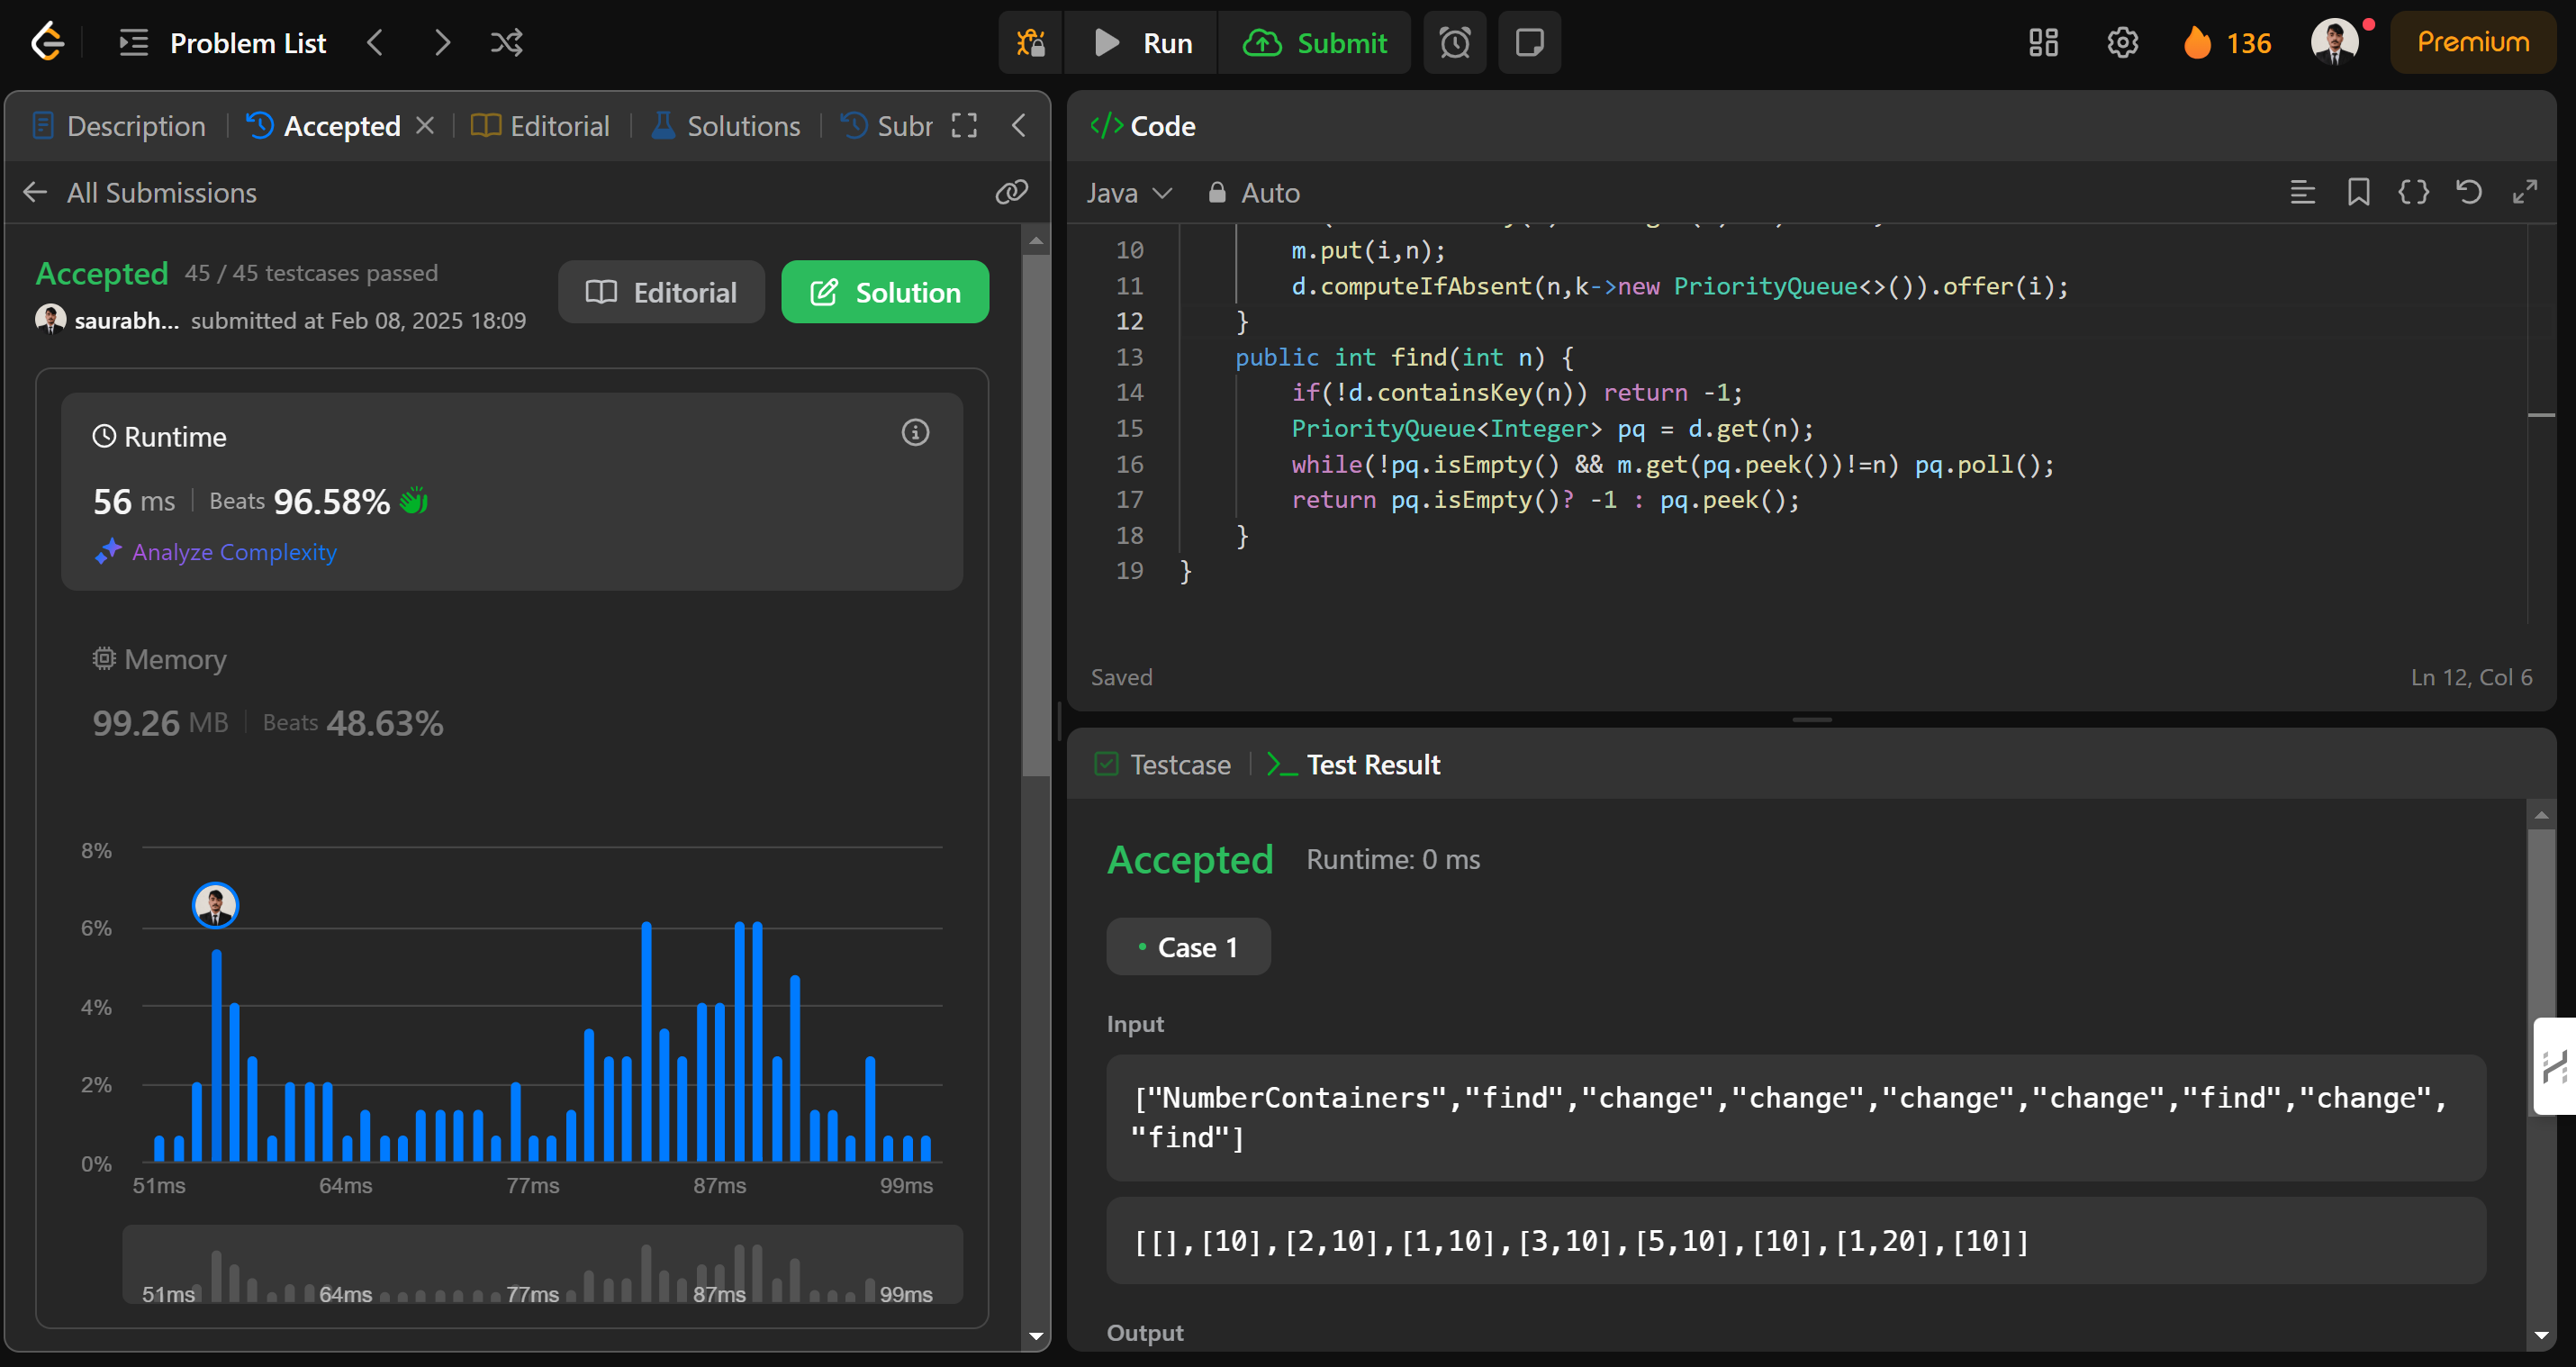 Problem List
Run
Submit
136
Premium
Description
Accepted
Editorial
Solutions
Subr
All Submissions
Accepted 45 / 45 testcases passed
saurabh... submitted at Feb 08, 2025 18:09
Editorial
Solution
Runtime
56 ms Beats 96.58%
Analyze Complexity
Memory
99.26 MB Beats 48.63%
8%
6%
4%
2%
0%
51ms 64ms 77ms 87ms 99ms
51ms 64ms 77ms 87ms 99ms
</> Code
Java Auto
10 m.put(i,n);
11 d.computeIfAbsent(n,k->new PriorityQueue<>()).offer(i);
12 }
13 public int find(int n) {
14 if(!d.containsKey(n)) return -1;
15 PriorityQueue<Integer> pq = d.get(n);
16 while(!pq.isEmpty() && m.get(pq.peek())!=n) pq.poll();
17 return pq.isEmpty()? -1 : pq.peek();
18 }
19 }
Saved
Ln 12, Col 6
Testcase
Test Result
Accepted Runtime: 0 ms
Case 1
Input
["NumberContainers","find","change","change","change","change","find","change",
"find"]
[[],[10],[2,10],[1,10],[3,10],[5,10],[10],[1,20],[10]]
Output